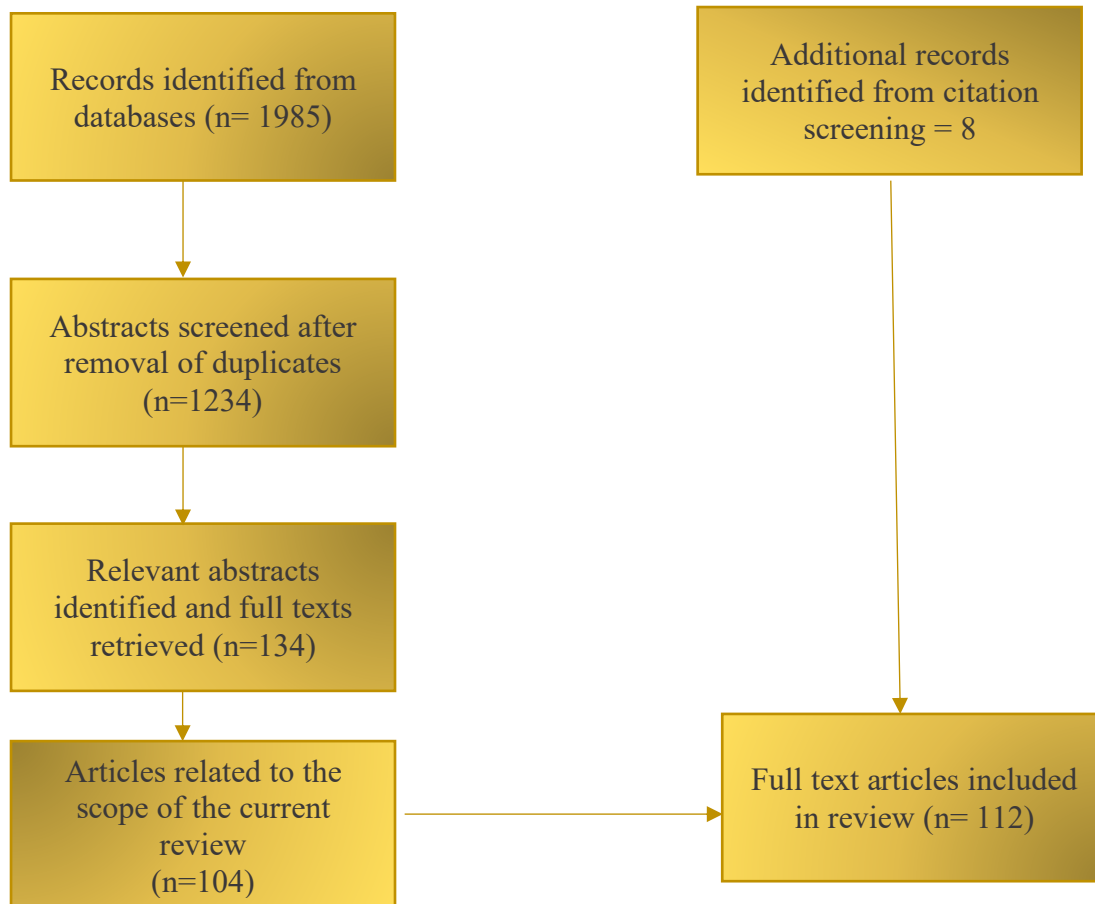 Records identified from
databases (n= 1985)
Additional records
identified from citation
screening = 8
Abstracts screened after
removal of duplicates
(n=1234)
Relevant abstracts
identified and full texts
retrieved (n=134)
Articles related to the
scope of the current
review
(n=104)
Full text articles included
in review (n= 112)